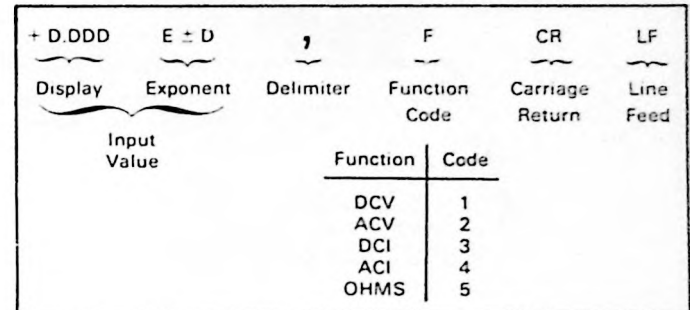 + D.DDD E ± D , F CR LF
Display Exponent Delimiter Function Carriage Line
Code Return Feed
Input
Value
Function Code
DCV 1
ACV 2
DCI 3
ACI 4
OHMS 5